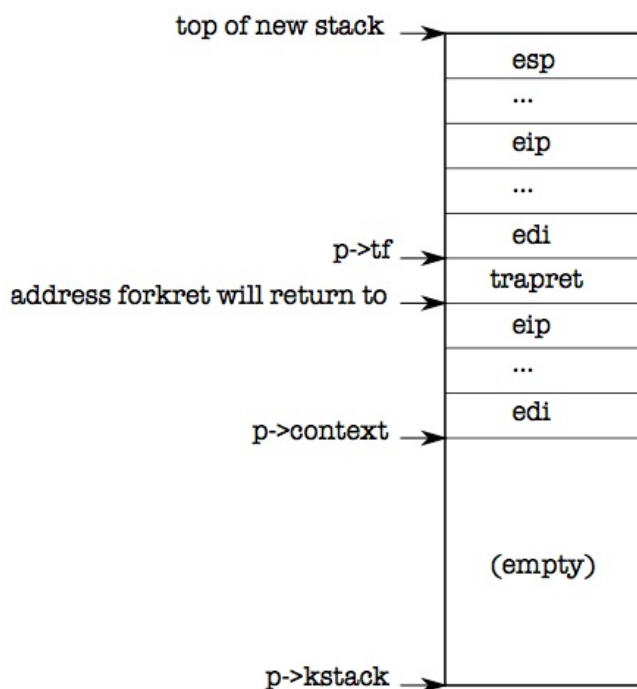 top of new stack
esp
...
eip
...
edi
p->tf
trapret
address forkret will return to
eip
...
edi
p->context
(empty)
p->kstack